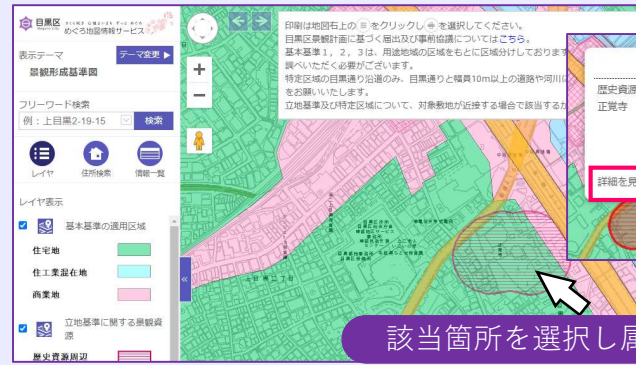 目黒区
めぐろ地図情報サービス
表示テーマ
テーマ変更 ▶
景観形成基準図
フリーワード検索
例：上目黒2-19-15
検索
レイヤ
住所検索
情報一覧
レイヤ表示
基本基準の適用区域
住宅地
住工業混在地
商業地
立地基準に関する景観資
源
歴史資源周辺
印刷は地図右上の をクリックし を選択してください。
目黒区景観計画に基づく届出及び事前協議についてはこちら。
基本基準１，２，３は、用途地域の区域をもとに区域分けしております
調べいただく必要がございます。
特定区域の目黒通り沿道のみ、目黒通りと幅員10m以上の道路や河川に
をお願いいたします。
立地基準及び特定区域について、対象敷地が近接する場合で該当するか
歴史資源
正覚寺
詳細を見
上目黒二丁目
該当箇所を選択し属